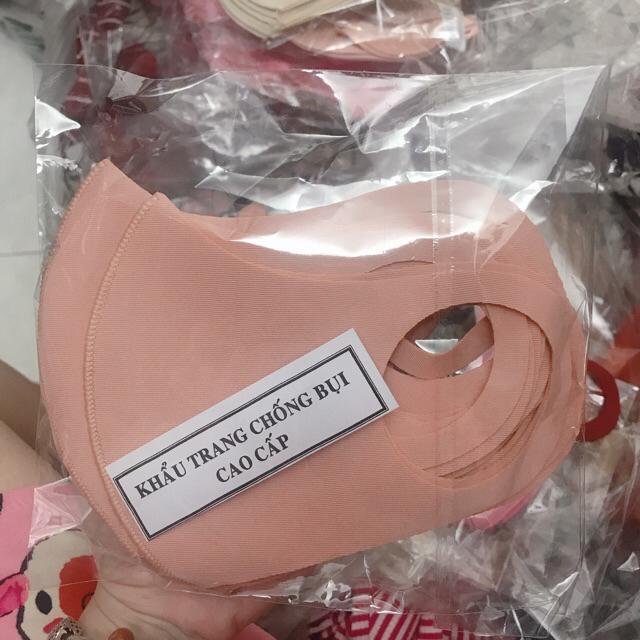 KHẨU TRANG CHỐNG BỤI
CAO CẤP